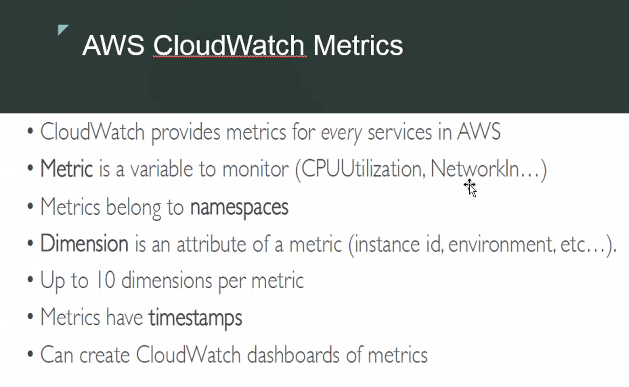 AWS CloudWatch Metrics
• CloudWatch provides metrics for every services in AWS
• Metric is a variable to monitor (CPUUtilization, NetworkIn...)
• Metrics belong to namespaces
• Dimension is an attribute of a metric (instance id, environment, etc...).
• Up to 10 dimensions per metric
• Metrics have timestamps
• Can create CloudWatch dashboards of metrics